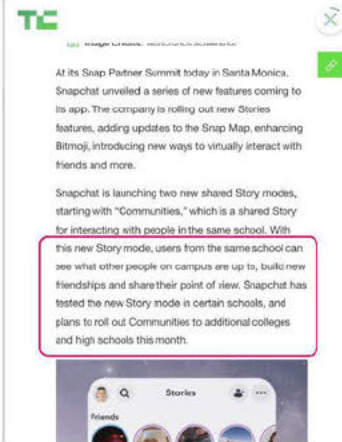 TC
Image Credits:
At its Snap Partner Summit today in Santa Monica,
Snapchat unveiled a series of new features coming to
its app. The company is rolling out new Stories
features, adding updates to the Snap Map, enhancing
Bitmoji, introducing new ways to virtually interact with
friends and more.
Snapchat is launching two new shared Story modes,
starting with “Communities,” which is a shared Story
for interacting with people in the same school. With
this new Story mode, users from the same school can
see what other people on campus are up to, build new
friendships and share their point of view. Snapchat has
tested the new Story mode in certain schools, and
plans to roll out Communities to additional colleges
and high schools this month.
Stories
Friends